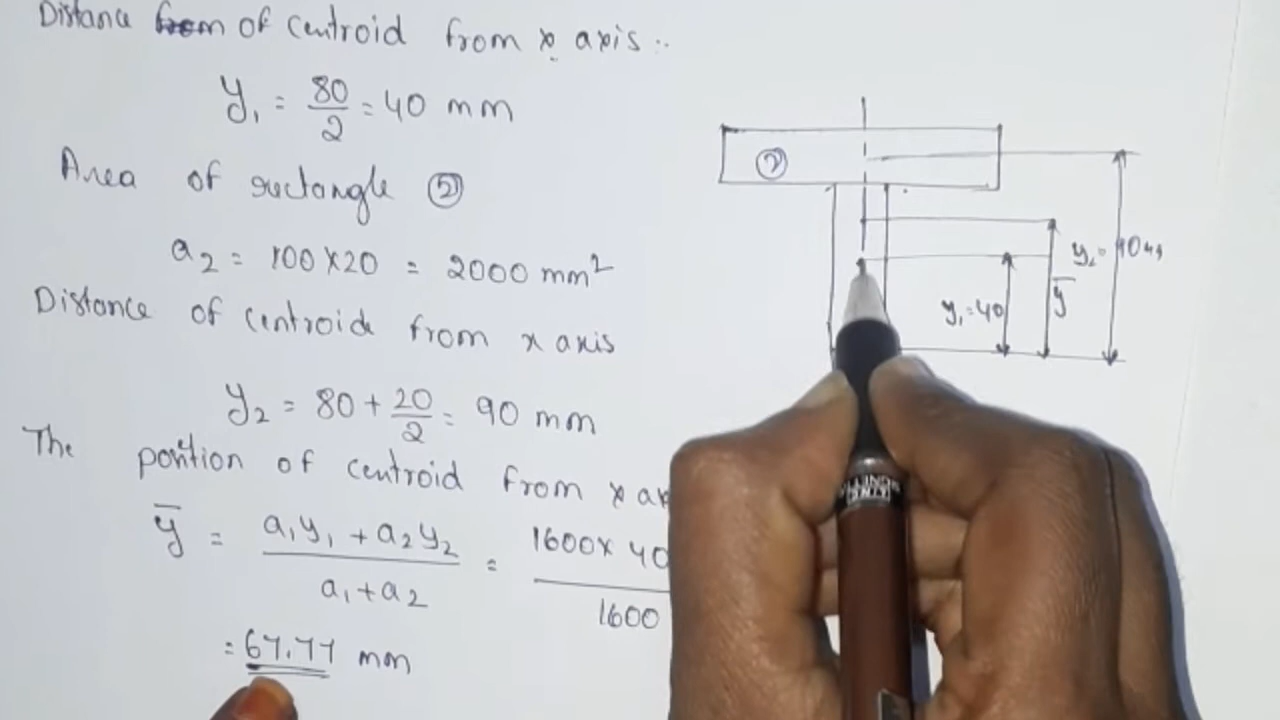 Distance of centroid from x axis :-
y₁ = 80/2 = 40 mm
Area of rectangle ②
a₂ = 100 × 20 = 2000 mm²
Distance of centroid from x axis
y₂ = 80 + 20/2 = 90 mm
The position of centroid from x ax
ȳ = (a₁y₁ + a₂y₂)/(a₁ + a₂) = 1600 × 40 / 1600
= 67.77 mm
②
y₁ = 40
ȳ
y₂ = 90